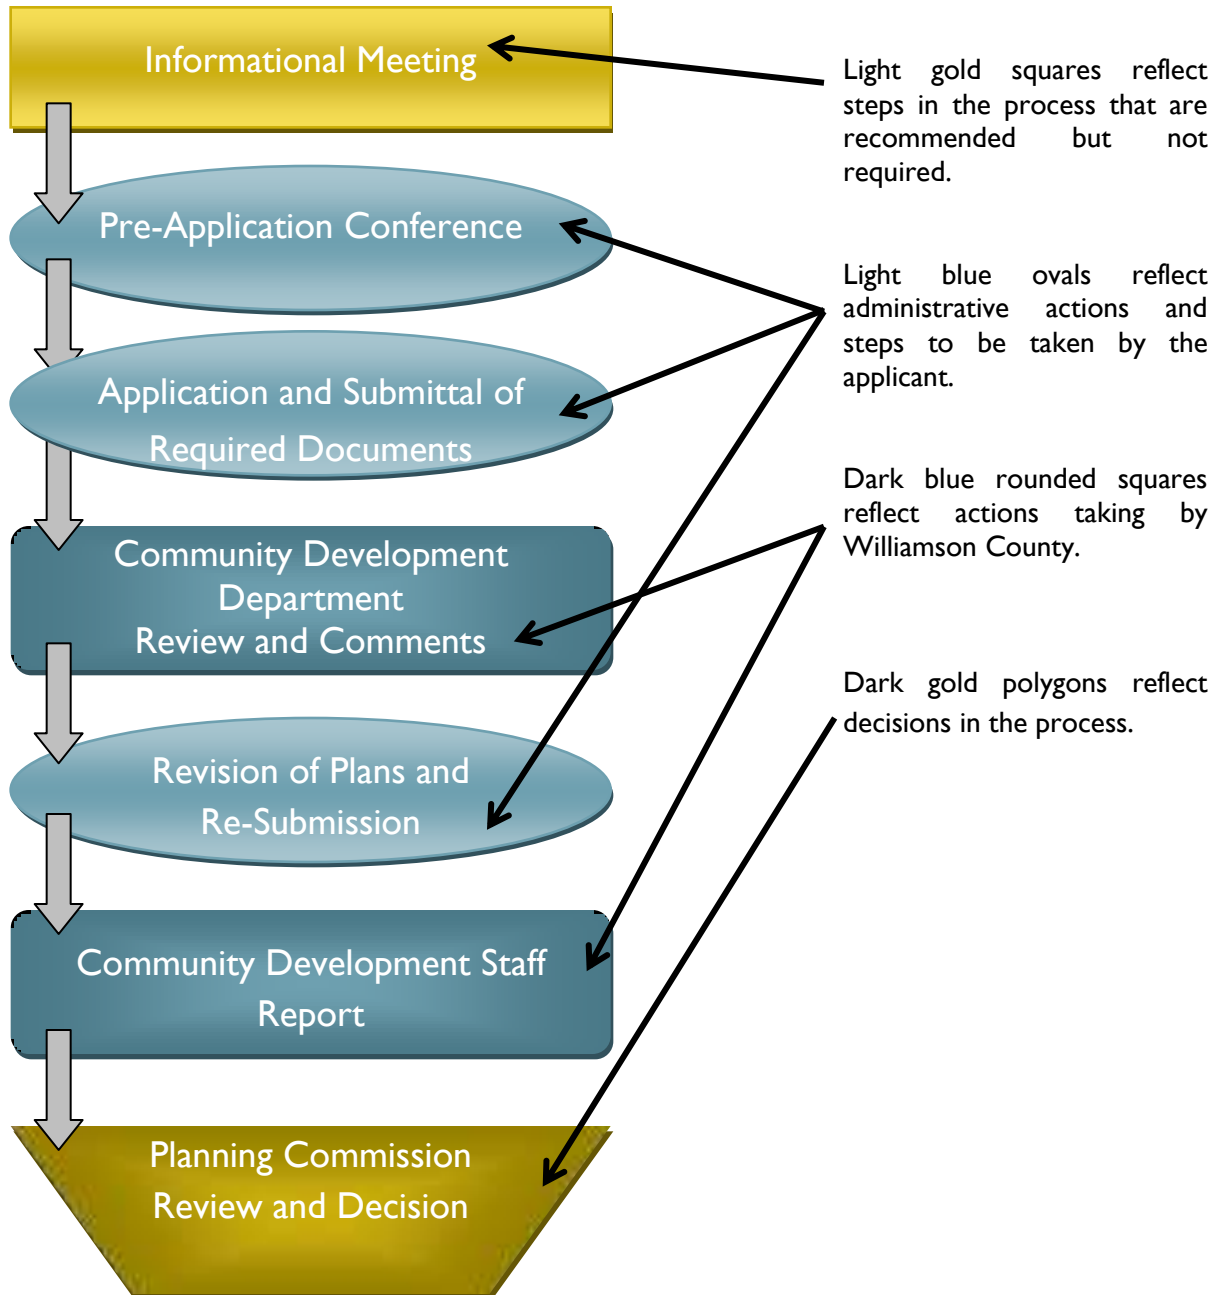 Informational Meeting
Pre-Application Conference
Application and Submittal of
Required Documents
Community Development
Department
Review and Comments
Revision of Plans and
Re-Submission
Community Development Staff
Report
Planning Commission
Review and Decision
Light gold squares reflect
steps in the process that are
recommended but not
required.
Light blue ovals reflect
administrative actions and
steps to be taken by the
applicant.
Dark blue rounded squares
reflect actions taking by
Williamson County.
Dark gold polygons reflect
decisions in the process.